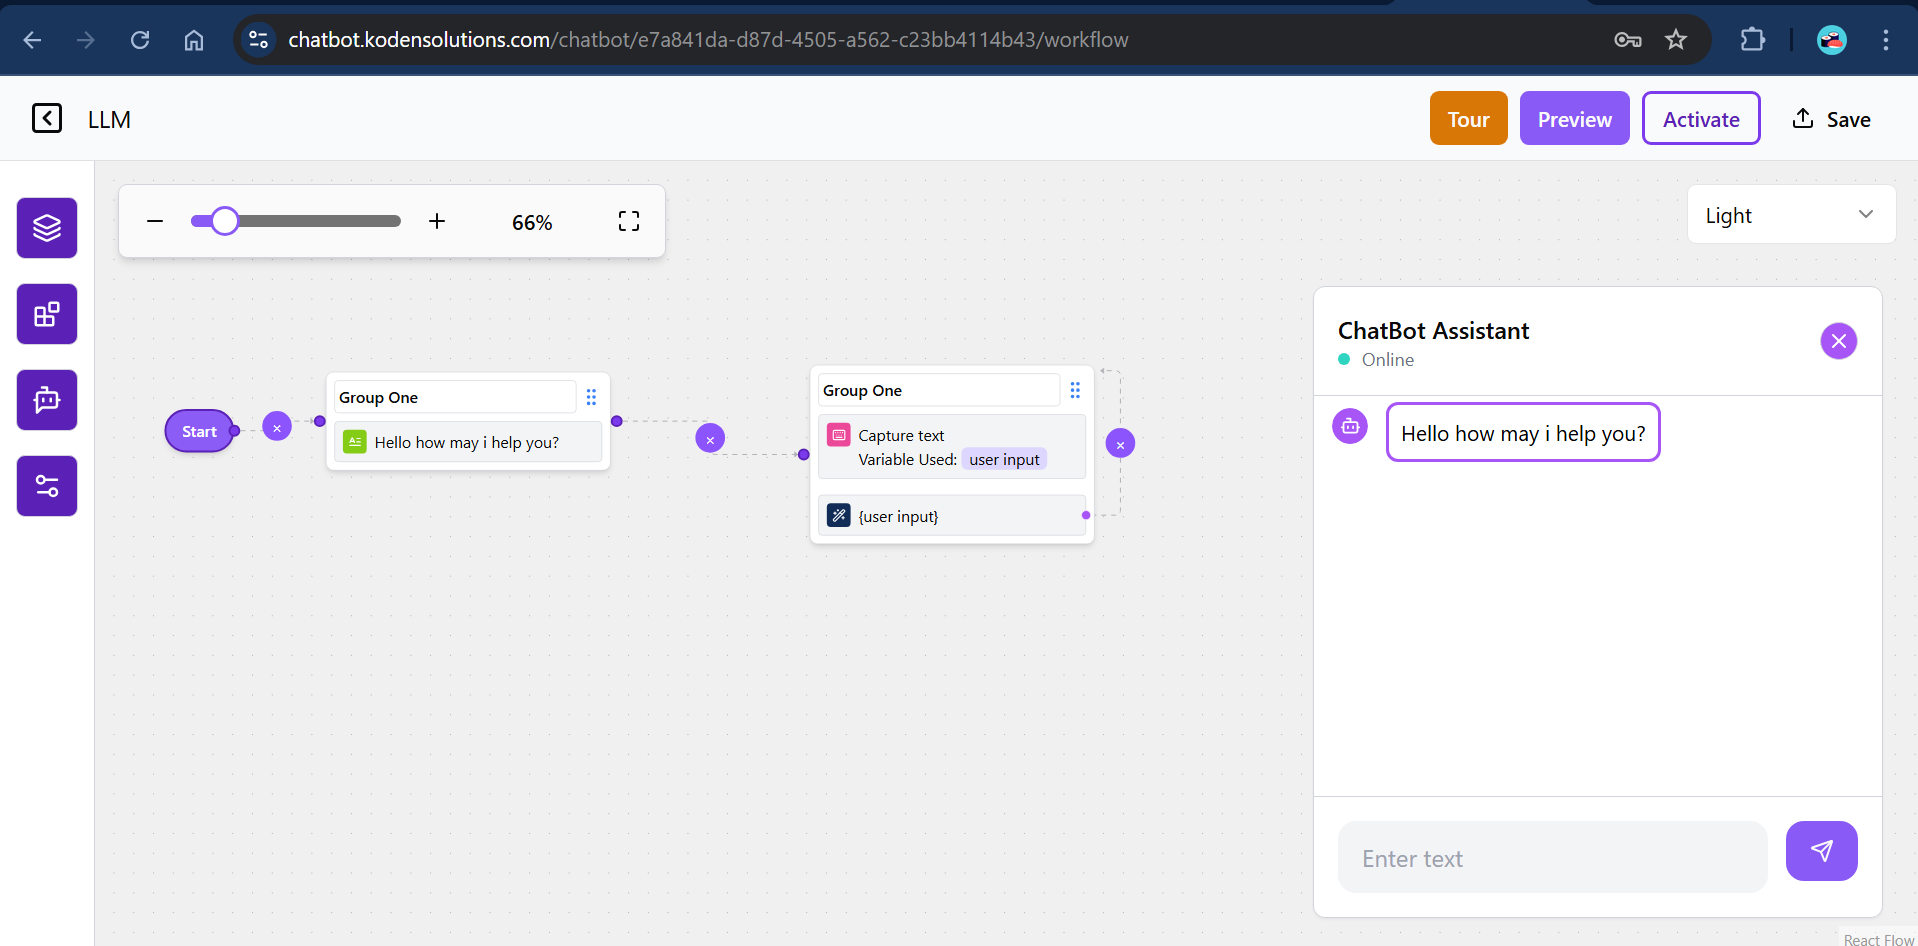 chatbot.kodensolutions.com/chatbot/e7a841da-d87d-4505-a562-c23bb4114b43/workflow
LLM
Tour
Preview
Activate
Save
66%
Light
Start
Group One
Hello how may i help you?
Group One
Capture text
Variable Used: user input
{user input}
ChatBot Assistant
Online
Hello how may i help you?
Enter text
React Flow